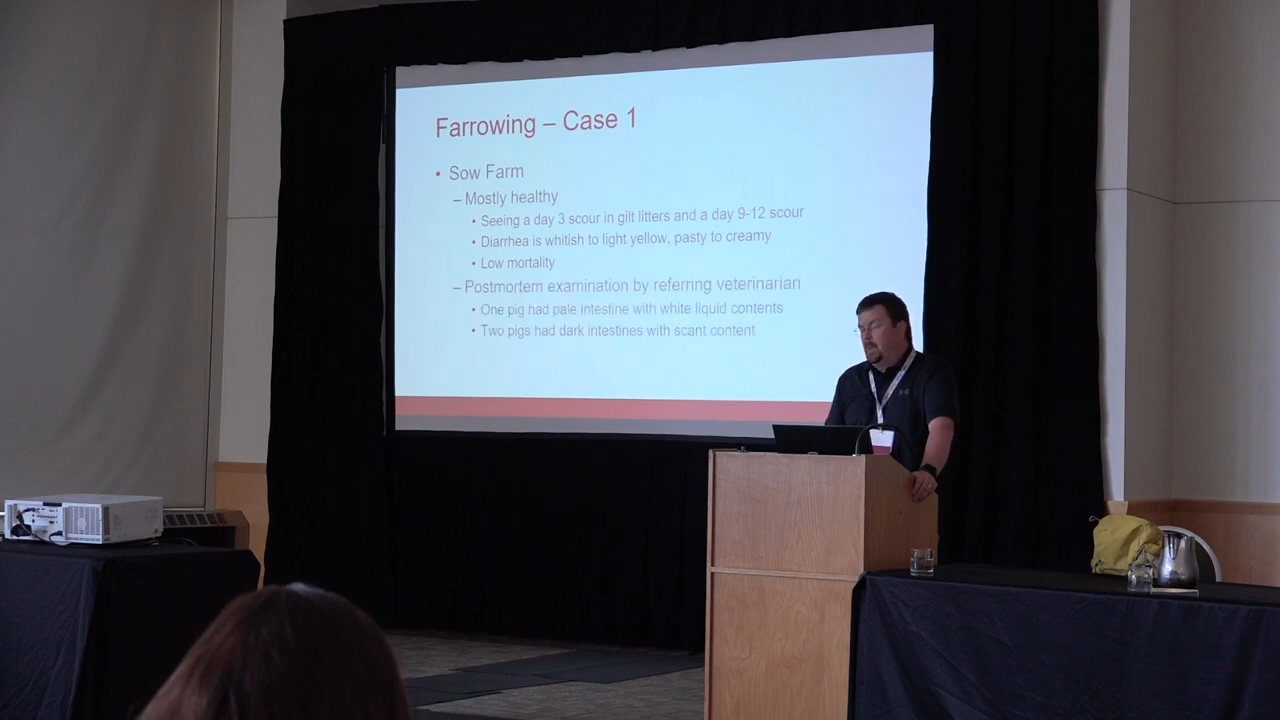 Farrowing – Case 1
• Sow Farm
– Mostly healthy
• Seeing a day 3 scour in gilt litters and a day 9-12 scour
• Diarrhea is whitish to light yellow, pasty to creamy
• Low mortality
– Postmortem examination by referring veterinarian
• One pig had pale intestine with white liquid contents
• Two pigs had dark intestines with scant content